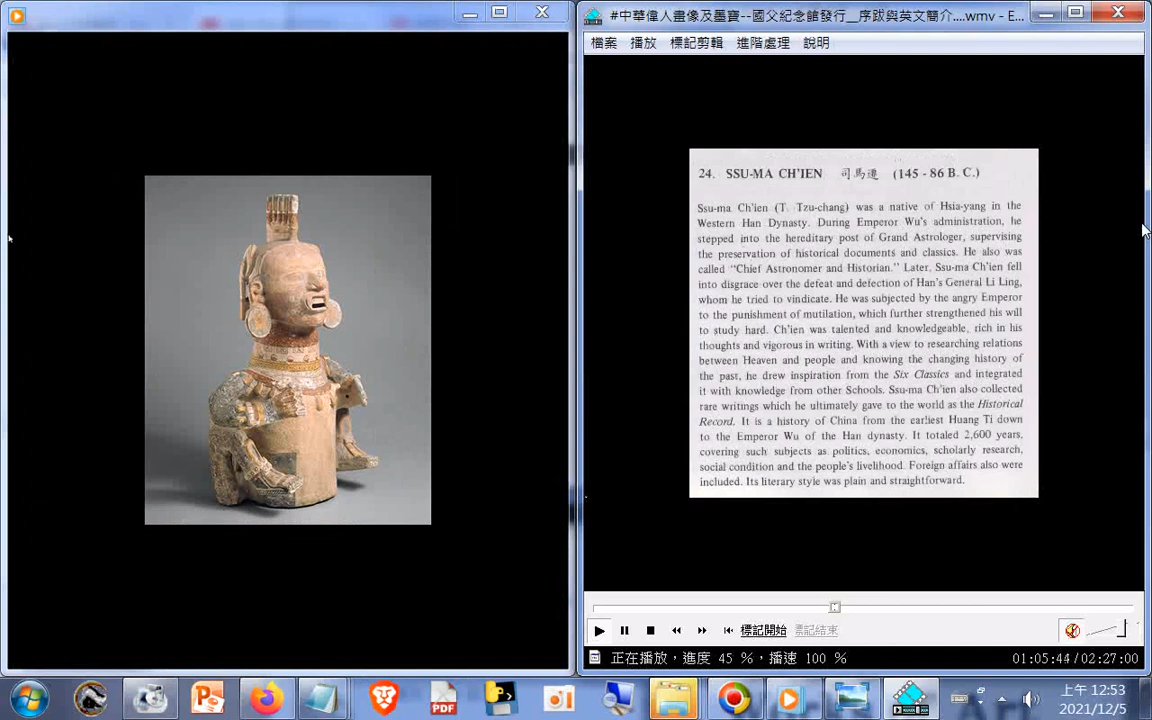 #中華偉人畫像及墨寶--國父紀念館發行__序跋與英文簡介....wmv - E...
檔案 播放 標記剪輯 進階處理 說明
24. SSU-MA CH'IEN 司馬遷 (145 - 86 B. C.)
Ssu-ma Ch'ien (T. Tzu-chang) was a native of Hsia-yang in the
Western Han Dynasty. During Emperor Wu's administration, he
stepped into the hereditary post of Grand Astrologer, supervising
the preservation of historical documents and classics. He also was
called "Chief Astronomer and Historian." Later, Ssu-ma Ch'ien fell
into disgrace over the defeat and defection of Han's General Li Ling,
whom he tried to vindicate. He was subjected by the angry Emperor
to the punishment of mutilation, which further strengthened his will
to study hard. Ch'ien was talented and knowledgeable, rich in his
thoughts and vigorous in writing. With a view to researching relations
between Heaven and people and knowing the changing history of
the past, he drew inspiration from the Six Classics and integrated
it with knowledge from other Schools. Ssu-ma Ch'ien also collected
rare writings which he ultimately gave to the world as the Historical
Record. It is a history of China from the earliest Huang Ti down
to the Emperor Wu of the Han dynasty. It totaled 2,600 years,
covering such subjects as politics, economics, scholarly research,
social condition and the people's livelihood. Foreign affairs also were
included. Its literary style was plain and straightforward.
標記開始 標記結束
正在播放，進度 45 %，播速 100 %
01:05:44 / 02:27:00
PDF
上午 12:53
2021/12/5